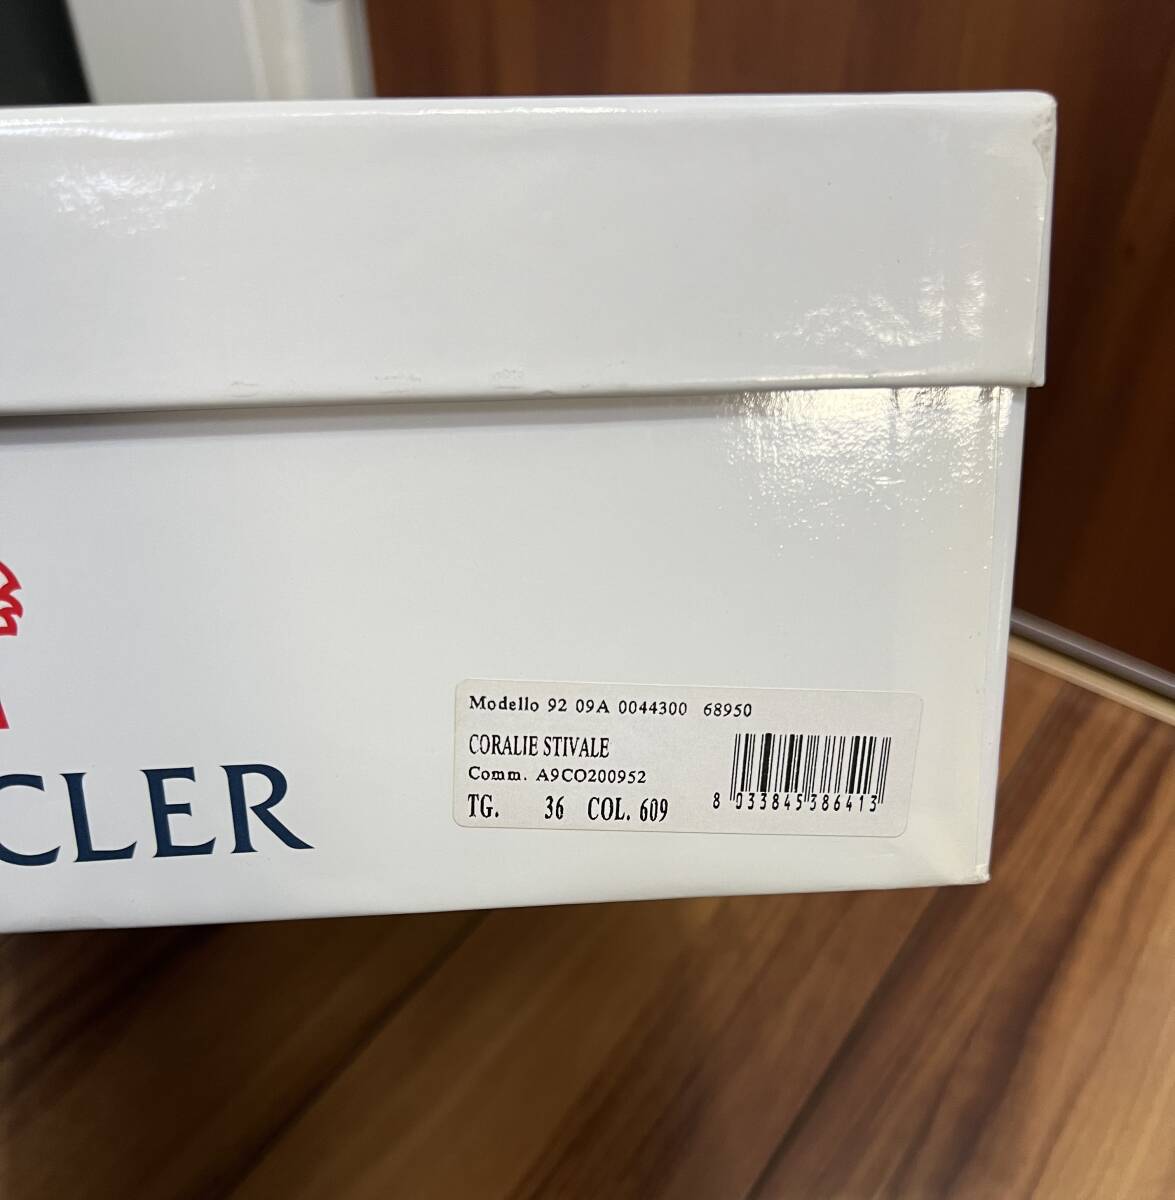 CLER
Modello 92 09A 0044300 68950
CORALIE STIVALE
Comm. A9CO200952
TG. 36 COL. 609
8 033845 386413